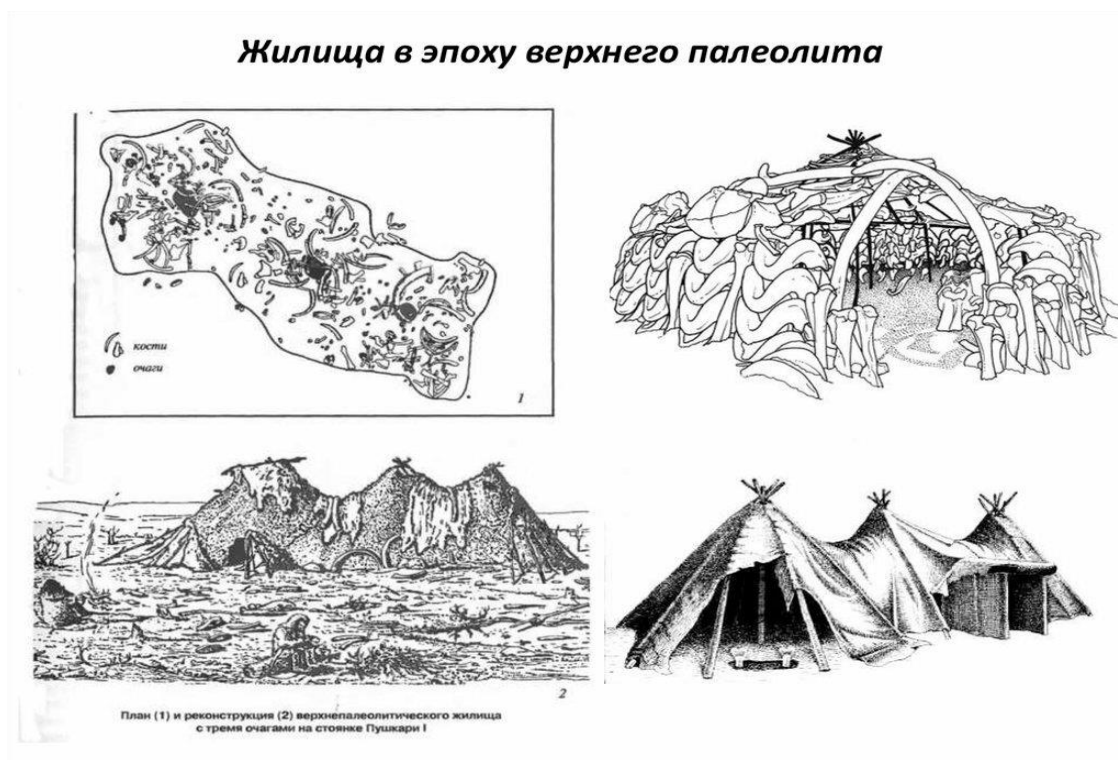 Жилища в эпоху верхнего палеолита
кости
очаги
1
2
План (1) и реконструкция (2) верхнепалеолитического жилища
с тремя очагами на стоянке Пушкари I